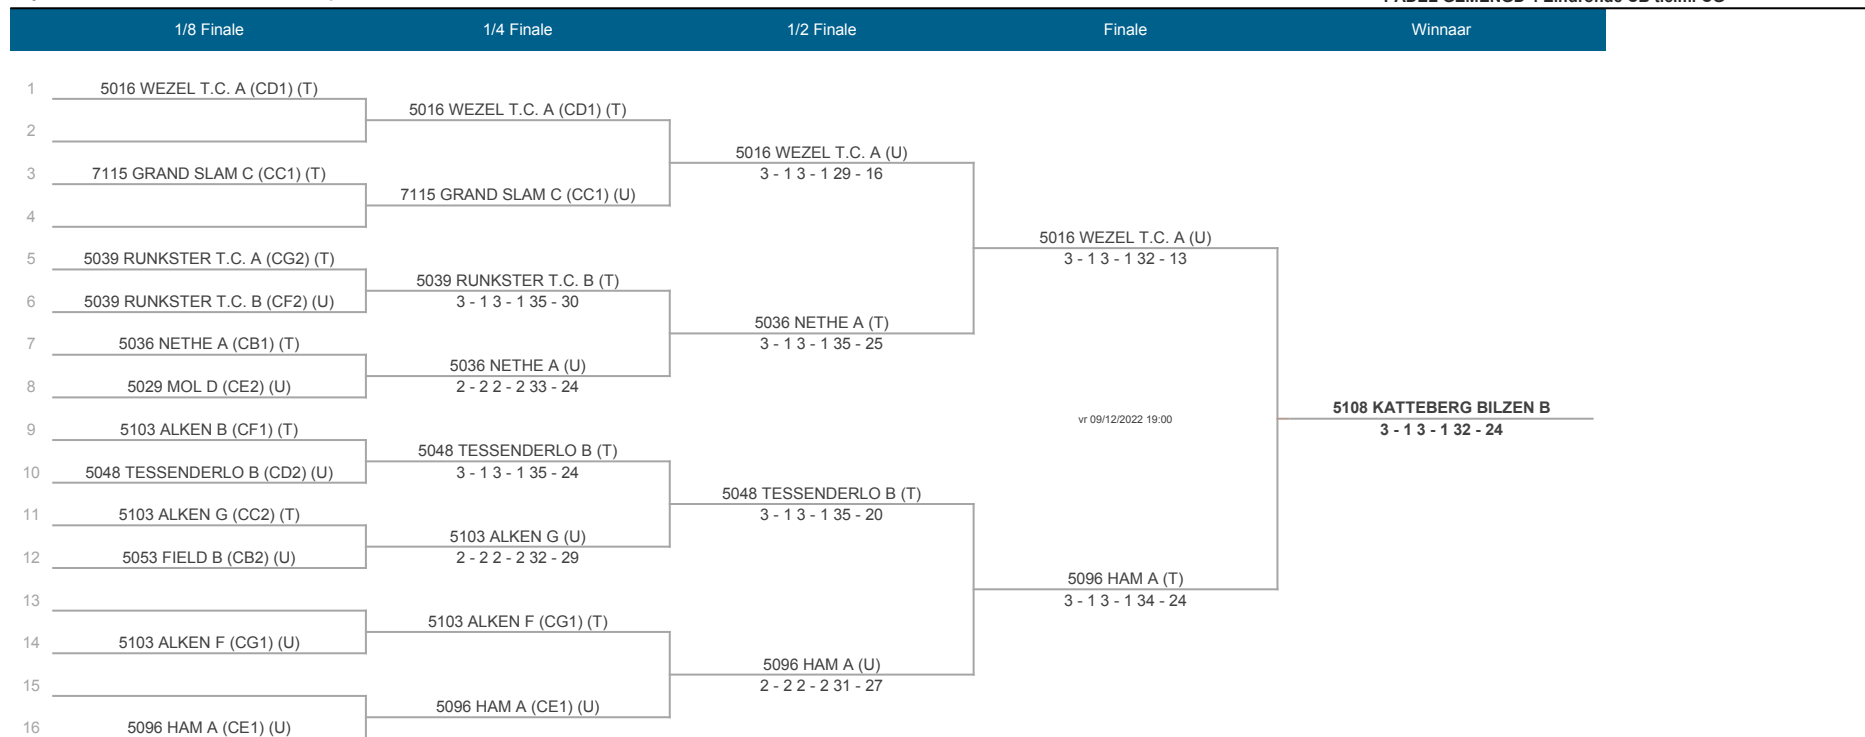 1/8 Finale 1/4 Finale 1/2 Finale Finale Winnaar
1 5016 WEZEL T.C. A (CD1) (T)
5016 WEZEL T.C. A (CD1) (T)
2
5016 WEZEL T.C. A (U)
3 7115 GRAND SLAM C (CC1) (T)
3 - 1 3 - 1 29 - 16
7115 GRAND SLAM C (CC1) (U)
4
5016 WEZEL T.C. A (U)
5 5039 RUNKSTER T.C. A (CG2) (T)
3 - 1 3 - 1 32 - 13
5039 RUNKSTER T.C. B (T)
6 5039 RUNKSTER T.C. B (CF2) (U)
3 - 1 3 - 1 35 - 30
5036 NETHE A (T)
7 5036 NETHE A (CB1) (T)
3 - 1 3 - 1 35 - 25
5036 NETHE A (U)
8 5029 MOL D (CE2) (U)
2 - 2 2 - 2 33 - 24
5108 KATTEBERG BILZEN B
vr 09/12/2022 19:00
9 5103 ALKEN B (CF1) (T)
3 - 1 3 - 1 32 - 24
5048 TESSENDERLO B (T)
10 5048 TESSENDERLO B (CD2) (U)
3 - 1 3 - 1 35 - 24
5048 TESSENDERLO B (T)
11 5103 ALKEN G (CC2) (T)
3 - 1 3 - 1 35 - 20
5103 ALKEN G (U)
12 5053 FIELD B (CB2) (U)
2 - 2 2 - 2 32 - 29
5096 HAM A (T)
13
3 - 1 3 - 1 34 - 24
5103 ALKEN F (CG1) (T)
14 5103 ALKEN F (CG1) (U)
5096 HAM A (U)
15
2 - 2 2 - 2 31 - 27
5096 HAM A (CE1) (U)
16 5096 HAM A (CE1) (U)